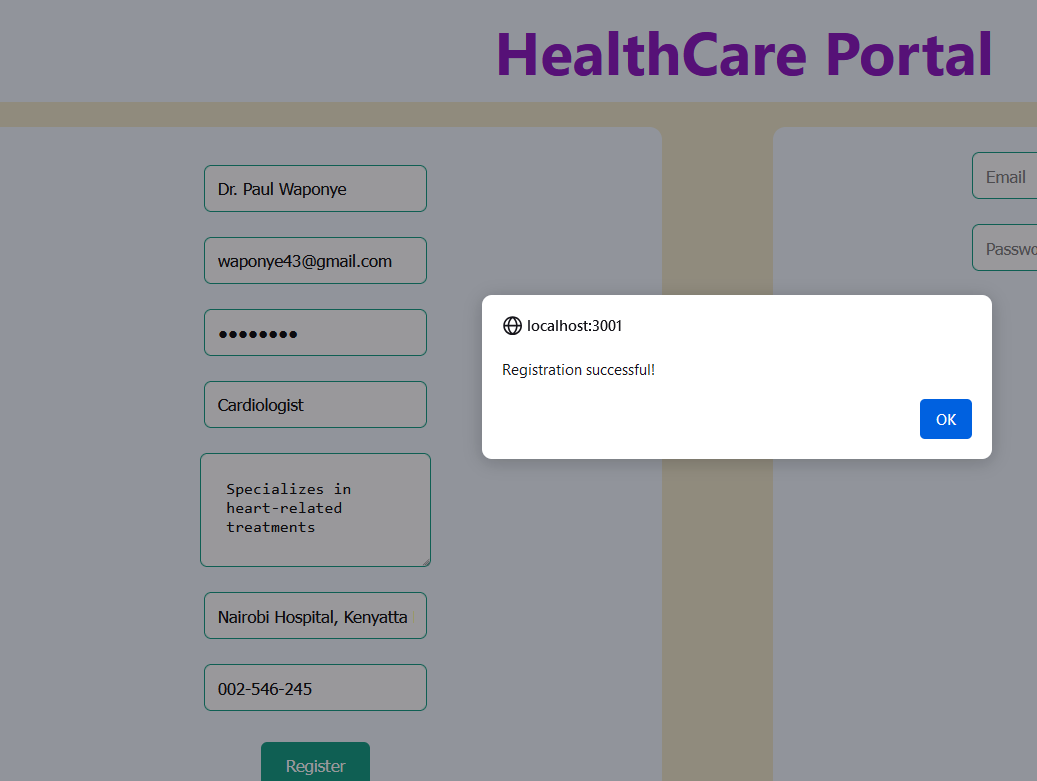 HealthCare Portal
Dr. Paul Waponye
waponye43@gmail.com
●●●●●●●●
Cardiologist
Specializes in
heart-related
treatments
Nairobi Hospital, Kenyatta
002-546-245
Register
Email
Passwo
localhost:3001
Registration successful!
OK